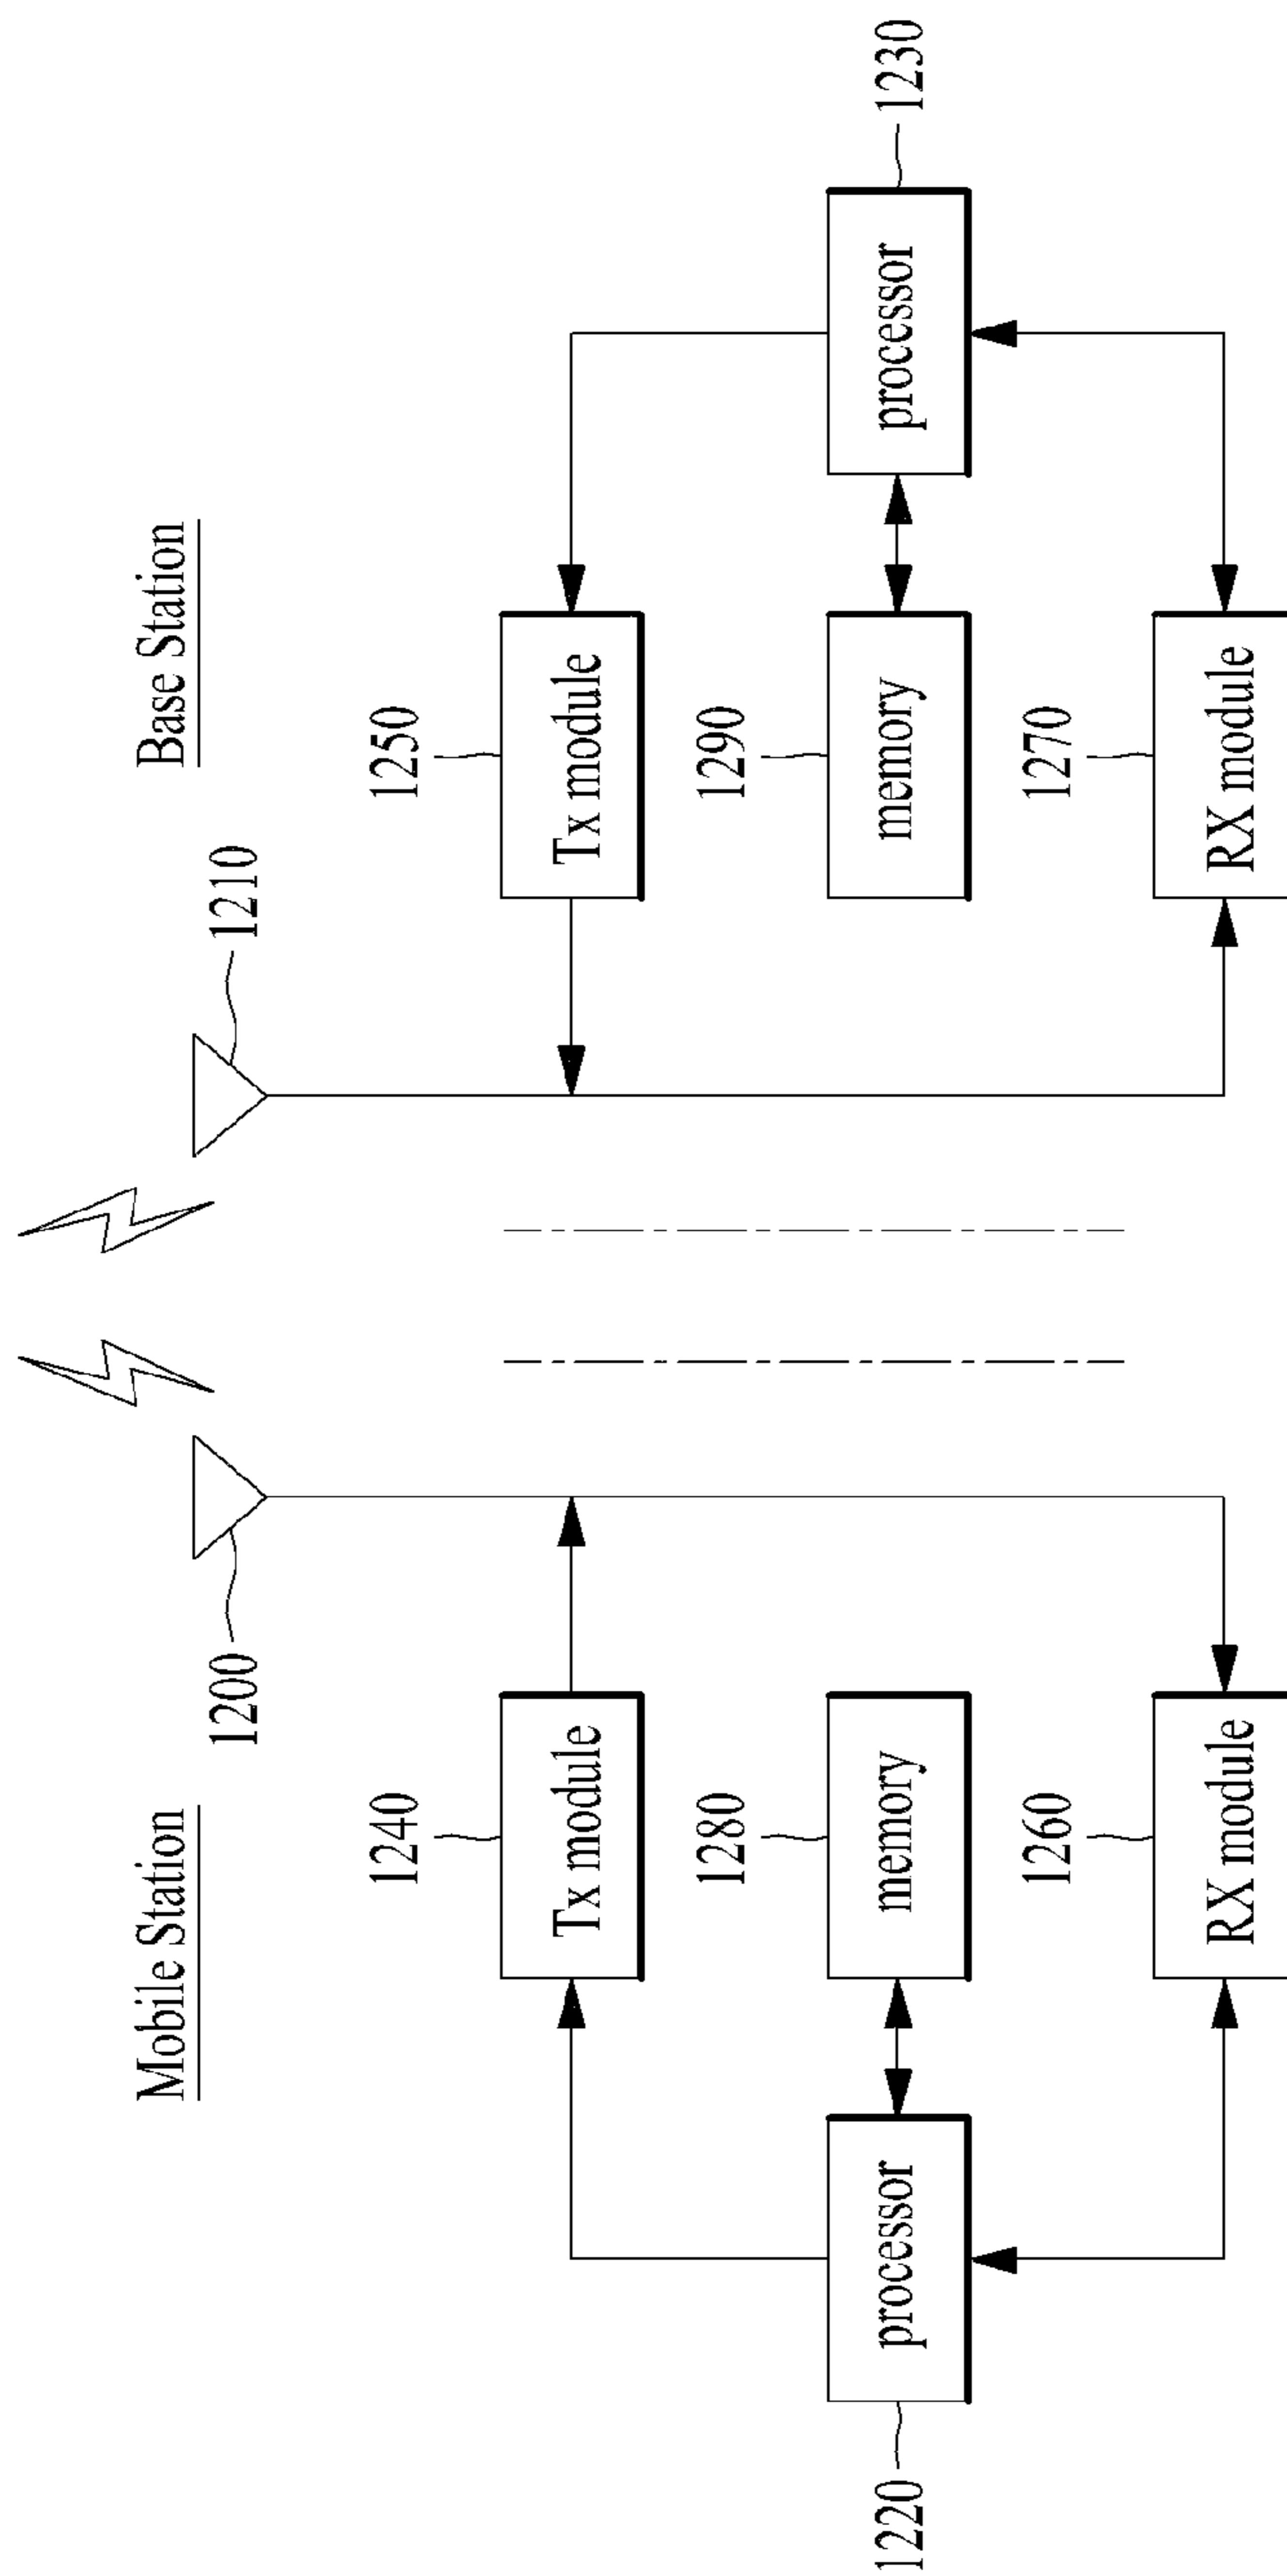 Mobile Station
Base Station
1200
1210
1240
Tx module
1250
Tx module
1220
processor
1280
memory
1290
memory
processor
1230
1260
RX module
1270
RX module